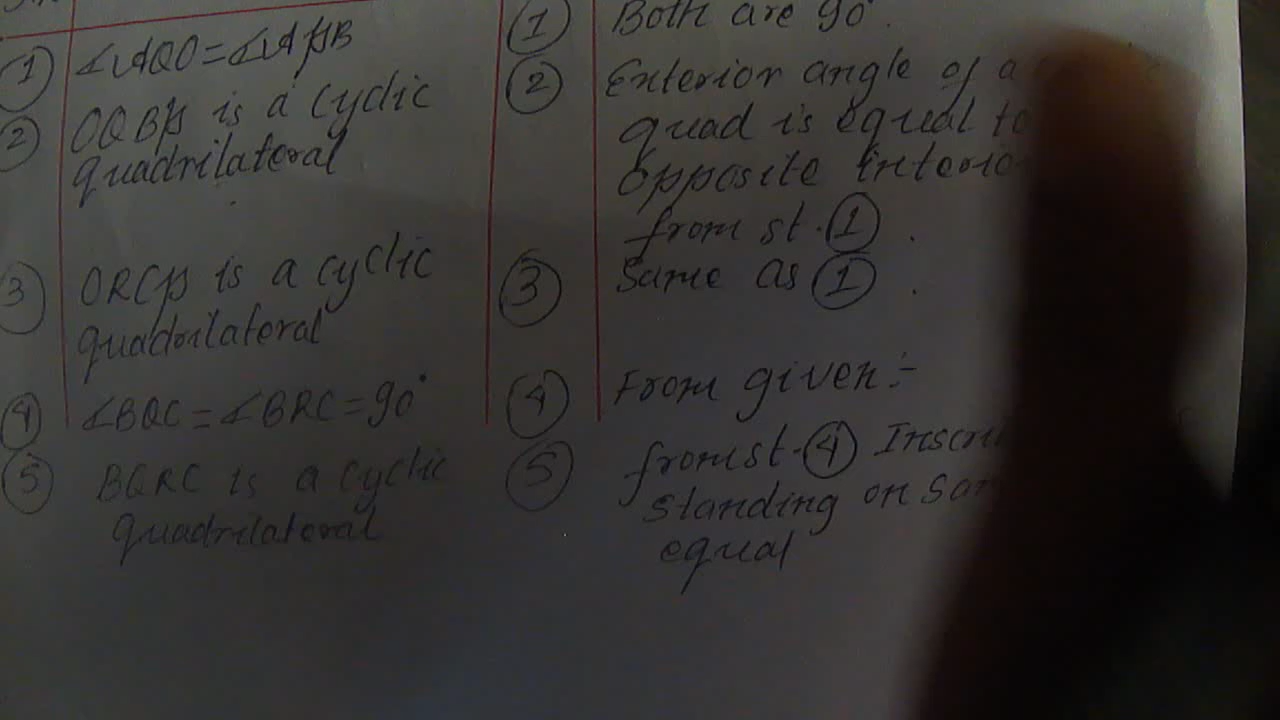 ① ∠AQO = ∠APB
① Both are 90°.
② OQBP is a cyclic
quadrilateral
② Exterior angle of a
quad is equal to
opposite interio
from st. ①.
③ ORCP is a cyclic
quadrilateral
③ Same as ①.
④ ∠BQC = ∠BRC = 90°
④ From given :-
⑤ BQRC is a cyclic
quadrilateral
⑤ from st. ④ Inscri
standing on sam
equal